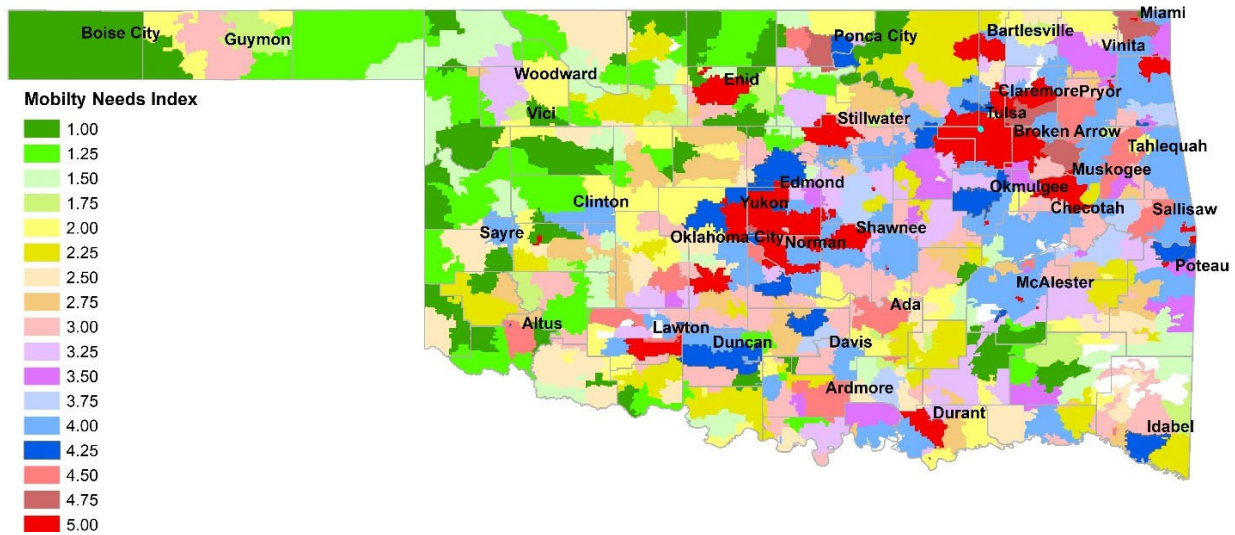 Miami
Boise City
Guymon
Ponca City
Bartlesville
Vinita
Woodward
Enid
Mobilty Needs Index
ClaremorePryor
1.00
Vici
Stillwater
Tulsa
1.25
Broken Arrow
1.50
Tahlequah
1.75
Muskogee
2.00
Edmond
Okmulgee
2.25
Clinton
Yukon
Checotah
Sallisaw
2.50
Sayre
Oklahoma City
Norman
Shawnee
2.75
Poteau
3.00
McAlester
3.25
Ada
3.50
Altus
Lawton
3.75
Duncan
Davis
4.00
4.25
Ardmore
4.50
Durant
4.75
Idabel
5.00